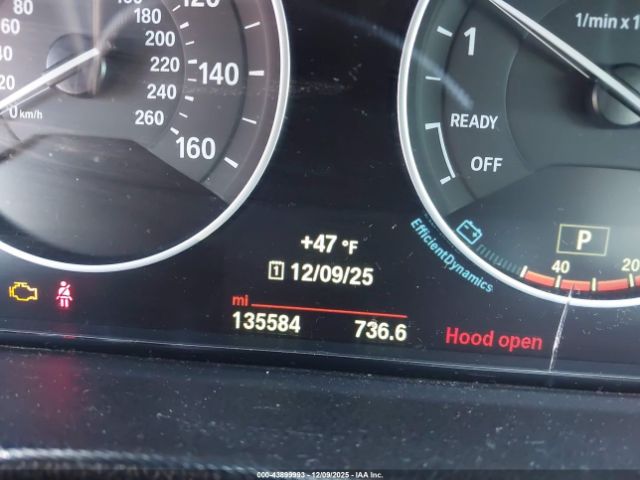 80
60
40
20
0 km/h
180
200
220
240
260
120
140
160
1
1/min x 1
READY
OFF
EfficientDynamics
P
40
20
+47 °F
1 12/09/25
mi
135584 736.6
Hood open
000-43899993 - 12/09/2025 - IAA Inc.